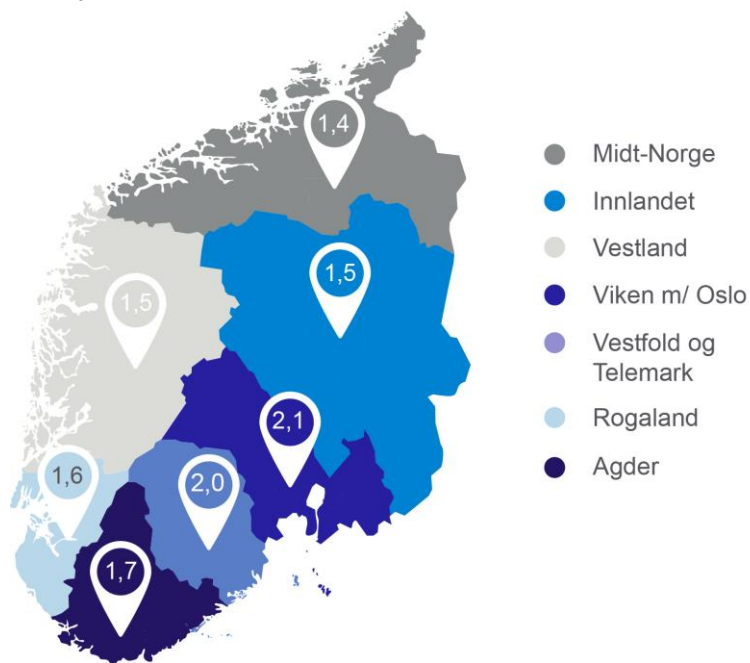 1,4
1,5
1,5
2,1
1,6
2,0
1,7
Midt-Norge
Innlandet
Vestland
Viken m/ Oslo
Vestfold og
Telemark
Rogaland
Agder